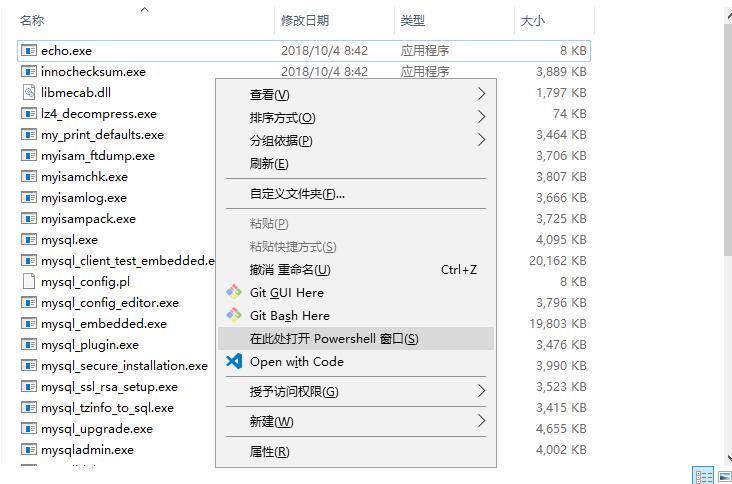 名称 修改日期 类型 大小
echo.exe 2018/10/4 8:42 应用程序 8 KB
innochecksum.exe 2018/10/4 8:42 应用程序 3,889 KB
libmecab.dll 1,797 KB
lz4_decompress.exe 74 KB
my_print_defaults.exe 3,464 KB
myisam_ftdump.exe 3,706 KB
myisamchk.exe 3,807 KB
myisamlog.exe 3,666 KB
myisampack.exe 3,725 KB
mysql.exe 4,095 KB
mysql_client_test_embedded.e 20,162 KB
mysql_config.pl 8 KB
mysql_config_editor.exe 3,796 KB
mysql_embedded.exe 19,803 KB
mysql_plugin.exe 3,476 KB
mysql_secure_installation.exe 3,990 KB
mysql_ssl_rsa_setup.exe 3,523 KB
mysql_tzinfo_to_sql.exe 3,415 KB
mysql_upgrade.exe 4,655 KB
mysqladmin.exe 4,002 KB
查看(V)
排序方式(O)
分组依据(P)
刷新(E)
自定义文件夹(F)...
粘贴(P)
粘贴快捷方式(S)
撤消 重命名(U) Ctrl+Z
Git GUI Here
Git Bash Here
在此处打开 Powershell 窗口(S)
Open with Code
授予访问权限(G)
新建(W)
属性(R)